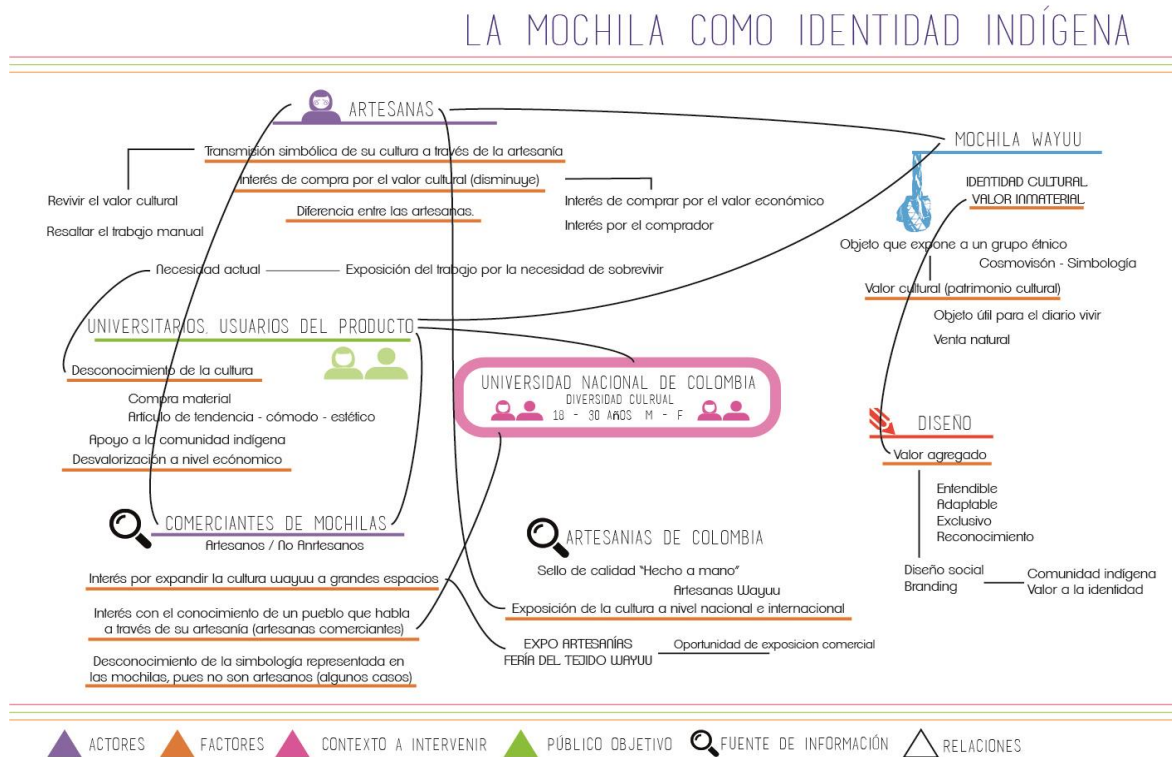 LA MOCHILA COMO IDENTIDAD INDÍGENA
ARTESANAS
Transmisión simbólica de su cultura a través de la artesanía
Interés de compra por el valor cultural (disminuye)
Diferencia entre las artesanas.
Revivir el valor cultural
Resaltar el trabajo manual
Interés de comprar por el valor económico
Interés por el comprador
Necesidad actual
Exposición del trabajo por la necesidad de sobrevivir
MOCHILA WAYUU
IDENTIDAD CULTURAL
VALOR INMATERIAL
Objeto que expone a un grupo étnico
Cosmovisón - Simbología
Valor cultural (patrimonio cultural)
Objeto útil para el diario vivir
Venta natural
UNIVERSITARIOS. USUARIOS DEL PRODUCTO
Desconocimiento de la cultura
Compra material
Artículo de tendencia - cómodo - estético
Apoyo a la comunidad indígena
Desvalorización a nivel ecónomico
UNIVERSIDAD NACIONAL DE COLOMBIA
DIVERSIDAD CULRUAL
18 - 30 AÑOS M - F
DISEÑO
Valor agregado
Entendible
Adaptable
Exclusivo
Reconocimiento
Diseño social
Branding
Comunidad indígena
Valor a la identidad
COMERCIANTES DE MOCHILAS
Artesanos / No Anrtesanos
Interés por expandir la cultura wayuu a grandes espacios
Interés con el conocimiento de un pueblo que habla
a través de su artesanía (artesanas comerciantes)
Desconocimiento de la simbología representada en
las mochilas, pues no son artesanos (algunos casos)
ARTESANIAS DE COLOMBIA
Sello de calidad "Hecho a mano"
Artesanas Wayuu
Exposición de la cultura a nivel nacional e internacional
EXPO ARTESANÍAS
FERÍA DEL TEJIDO WAYUU
Oportunidad de exposicion comercial
ACTORES
FACTORES
CONTEXTO A INTERVENIR
PÚBLICO OBJETIVO
FUENTE DE INFORMACIÓN
RELACIONES